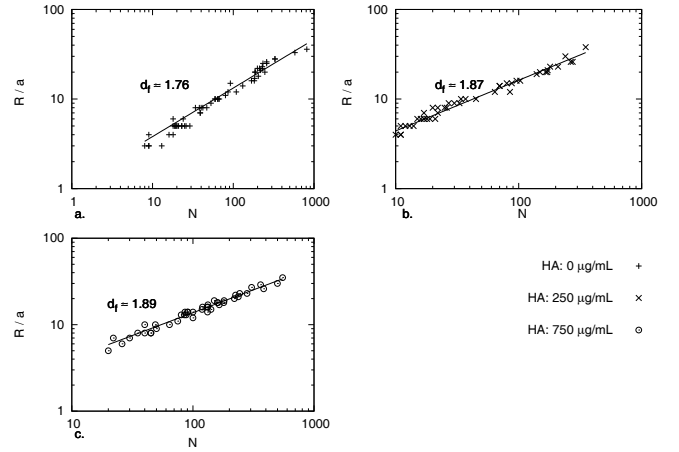 100
10
1
R / a
d_f = 1.76
1
10
100
1000
a.
N
100
10
1
R / a
d_f = 1.87
10
100
1000
b.
N
100
10
1
R / a
d_f = 1.89
10
100
1000
c.
N
HA: 0 μg/mL
HA: 250 μg/mL
HA: 750 μg/mL